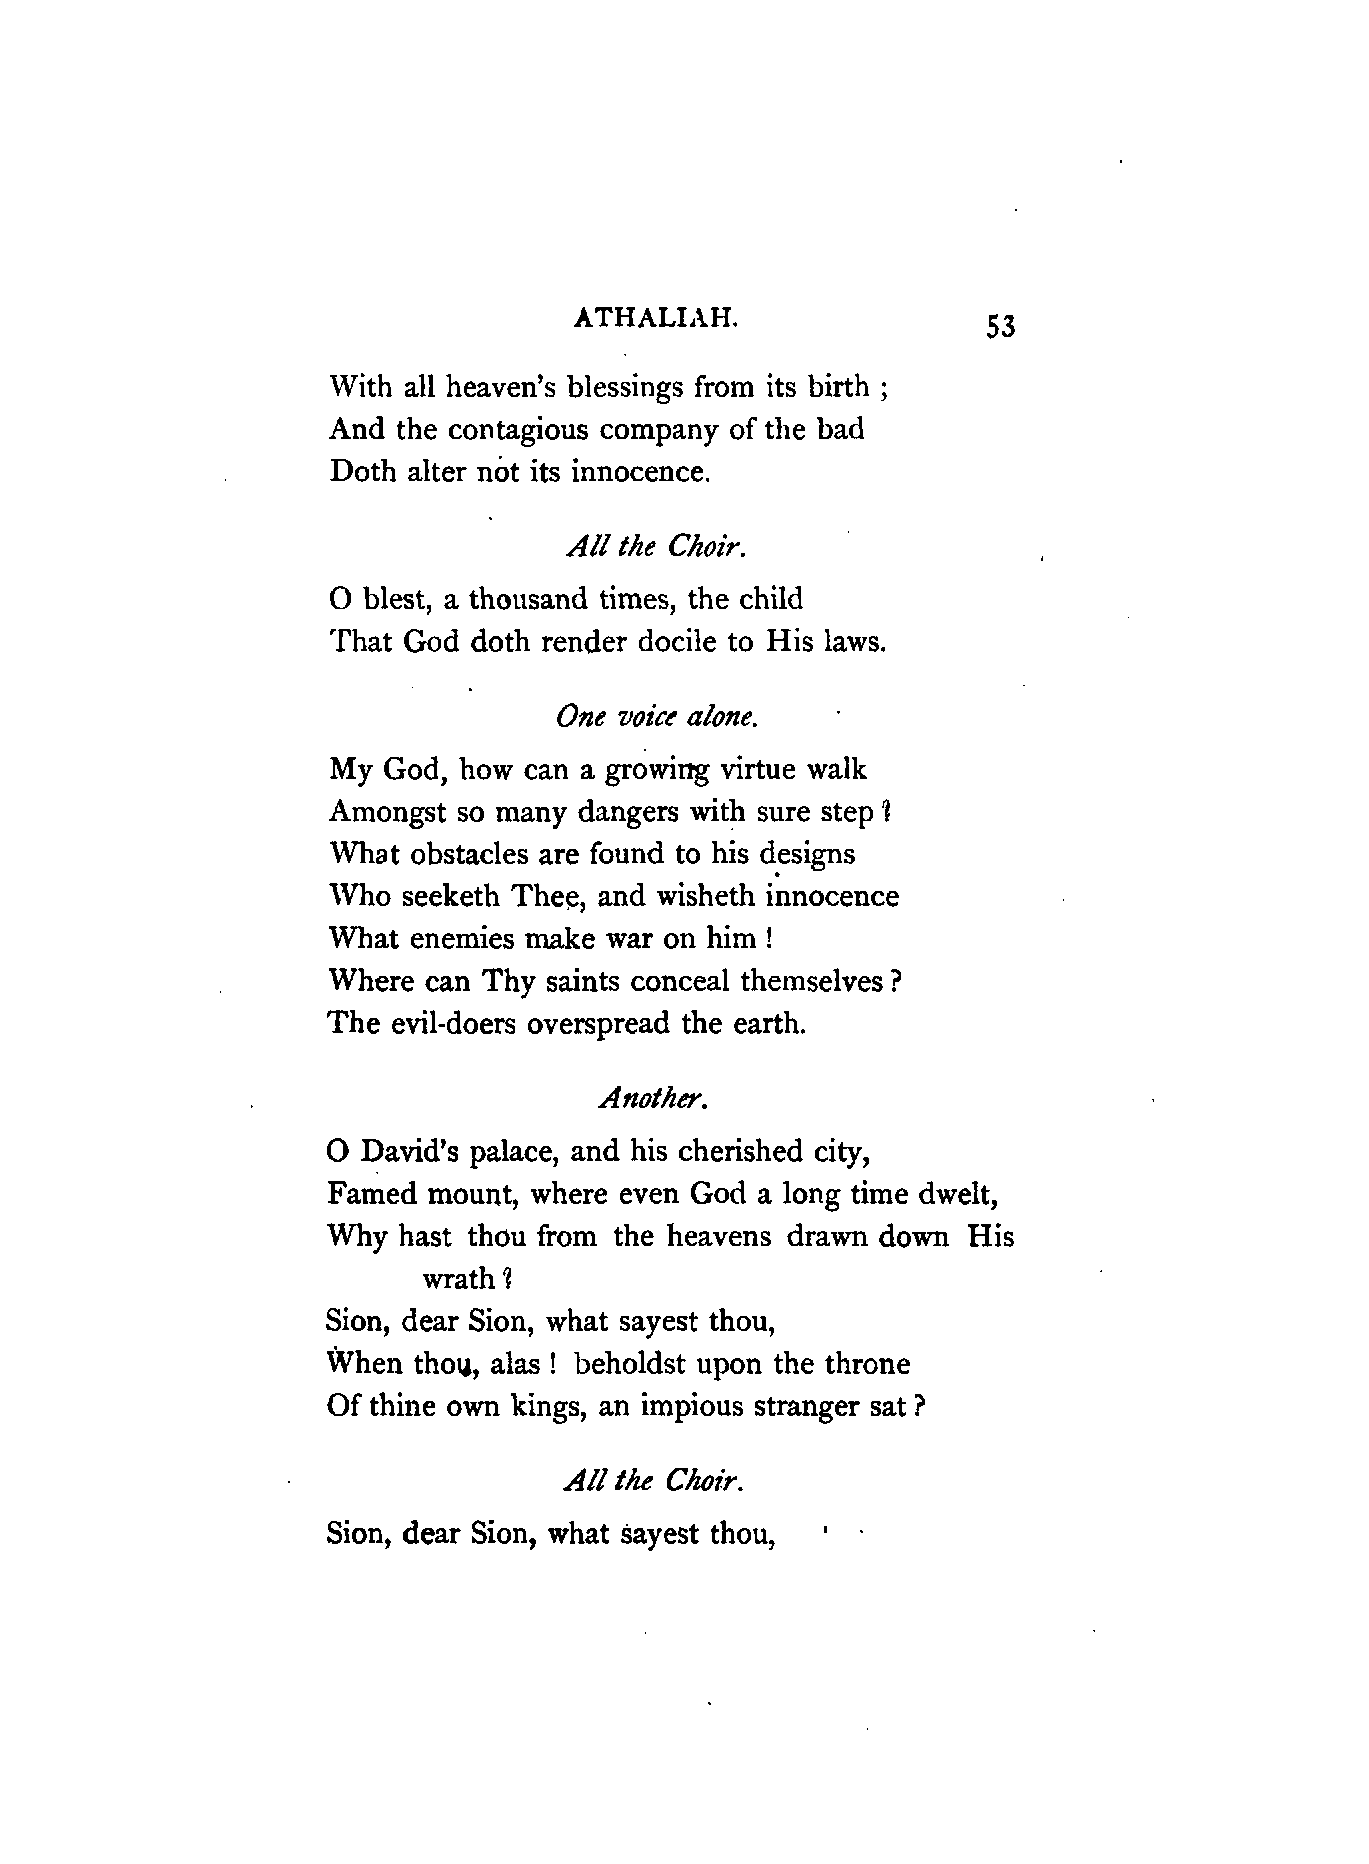 ATHALIAH.
53
With all heaven's blessings from its birth ;
And the contagious company of the bad
Doth alter not its innocence.
All the Choir.
O blest, a thousand times, the child
That God doth render docile to His laws.
One voice alone.
My God, how can a growing virtue walk
Amongst so many dangers with sure step ?
What obstacles are found to his designs
Who seeketh Thee, and wisheth innocence
What enemies make war on him !
Where can Thy saints conceal themselves ?
The evil-doers overspread the earth.
Another.
O David's palace, and his cherished city,
Famed mount, where even God a long time dwelt,
Why hast thou from the heavens drawn down His
wrath ?
Sion, dear Sion, what sayest thou,
When thou, alas ! beholdst upon the throne
Of thine own kings, an impious stranger sat ?
All the Choir.
Sion, dear Sion, what sayest thou,